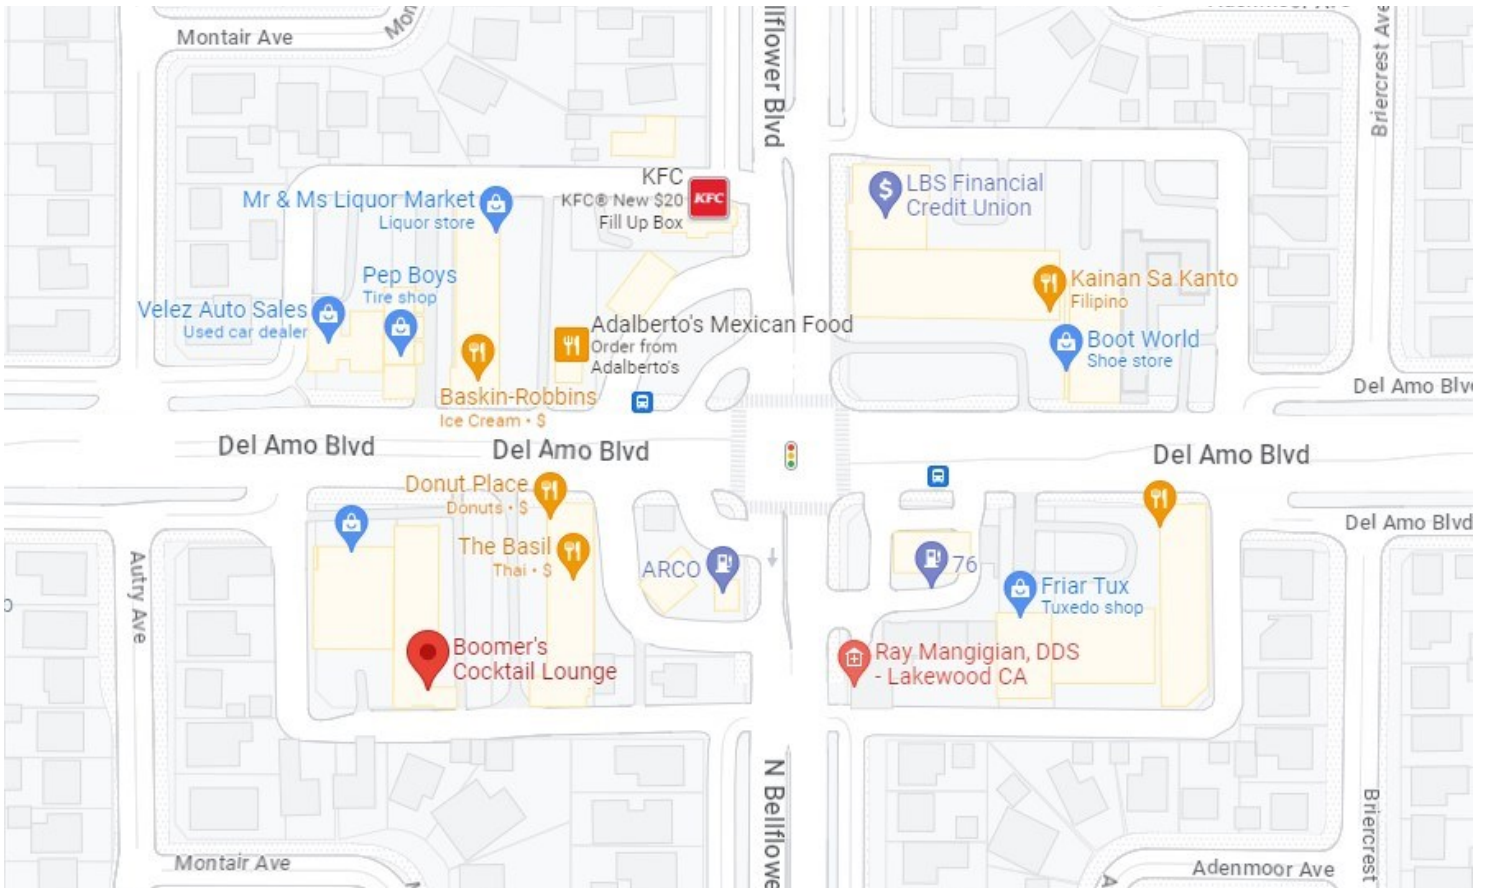 Montair Ave
Mon
llflower Blvd
Briercrest Ave
KFC
KFC® New $20
Fill Up Box
KFC
LBS Financial
Credit Union
Mr & Ms Liquor Market
Liquor store
Pep Boys
Tire shop
Kainan Sa Kanto
Filipino
Velez Auto Sales
Used car dealer
Adalberto's Mexican Food
Order from
Adalberto's
Boot World
Shoe store
Baskin-Robbins
Ice Cream • $
Del Amo Blvd
Del Amo Blvd
Del Amo Blvd
Del Amo Blvd
Donut Place
Donuts • $
Del Amo Blvd
The Basil
Thai • $
ARCO
76
Autry Ave
Friar Tux
Tuxedo shop
Boomer's
Cocktail Lounge
Ray Mangigian, DDS
- Lakewood CA
N Bellflowe
Briercrest
Montair Ave
Adenmoor Ave
A